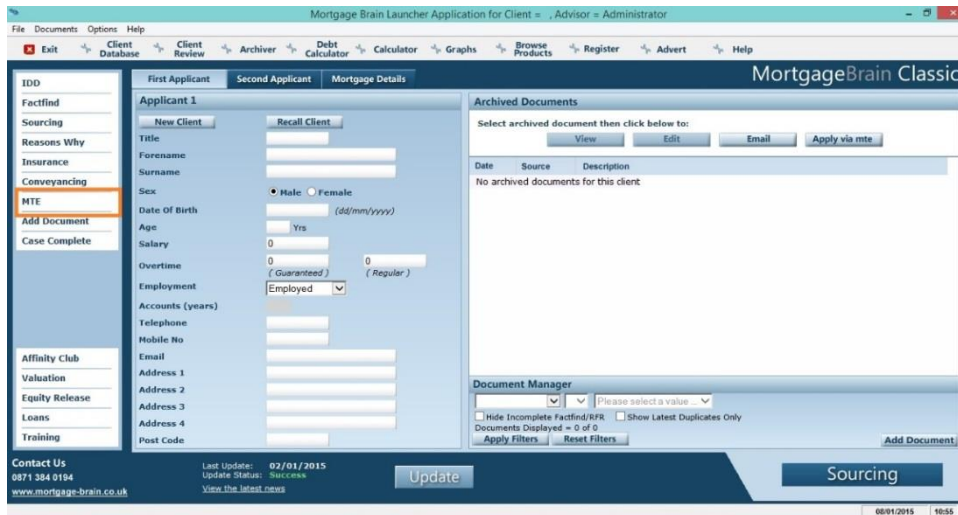 Mortgage Brain Launcher Application for Client = , Advisor = Administrator
File Documents Options Help
Exit Client Database Client Review Archiver Debt Calculator Calculator Graphs Browse Products Register Advert Help
MortgageBrain Classic
IDD
Factfind
Sourcing
Reasons Why
Insurance
Conveyancing
MTE
Add Document
Case Complete
Affinity Club
Valuation
Equity Release
Loans
Training
First Applicant Second Applicant Mortgage Details
Applicant 1
New Client Recall Client
Title
Forename
Surname
Sex Male Female
Date Of Birth (dd/mm/yyyy)
Age Yrs
Salary 0
Overtime 0 0
( Guaranteed ) ( Regular )
Employment Employed
Accounts (years)
Telephone
Mobile No
Email
Address 1
Address 2
Address 3
Address 4
Post Code
Archived Documents
Select archived document then click below to:
View Edit Email Apply via mte
Date Source Description
No archived documents for this client
Document Manager
Please select a value ...
Hide Incomplete Factfind/RFR Show Latest Duplicates Only
Documents Displayed = 0 of 0
Apply Filters Reset Filters Add Document
Contact Us
0871 384 0194
www.mortgage-brain.co.uk
Last Update: 02/01/2015
Update Status: Success
View the latest news
Update
Sourcing
08/01/2015 10:55